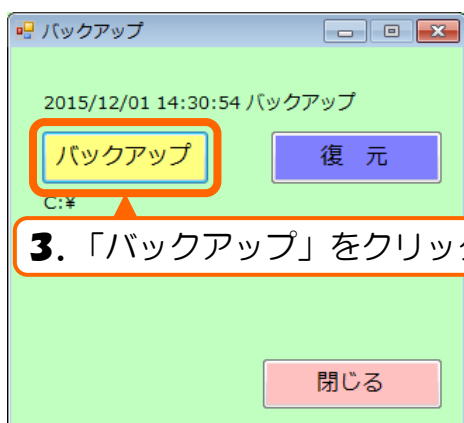 バックアップ
2015/12/01 14:30:54 バックアップ
バックアップ
復 元
C:¥
3.「バックアップ」をクリック
閉じる